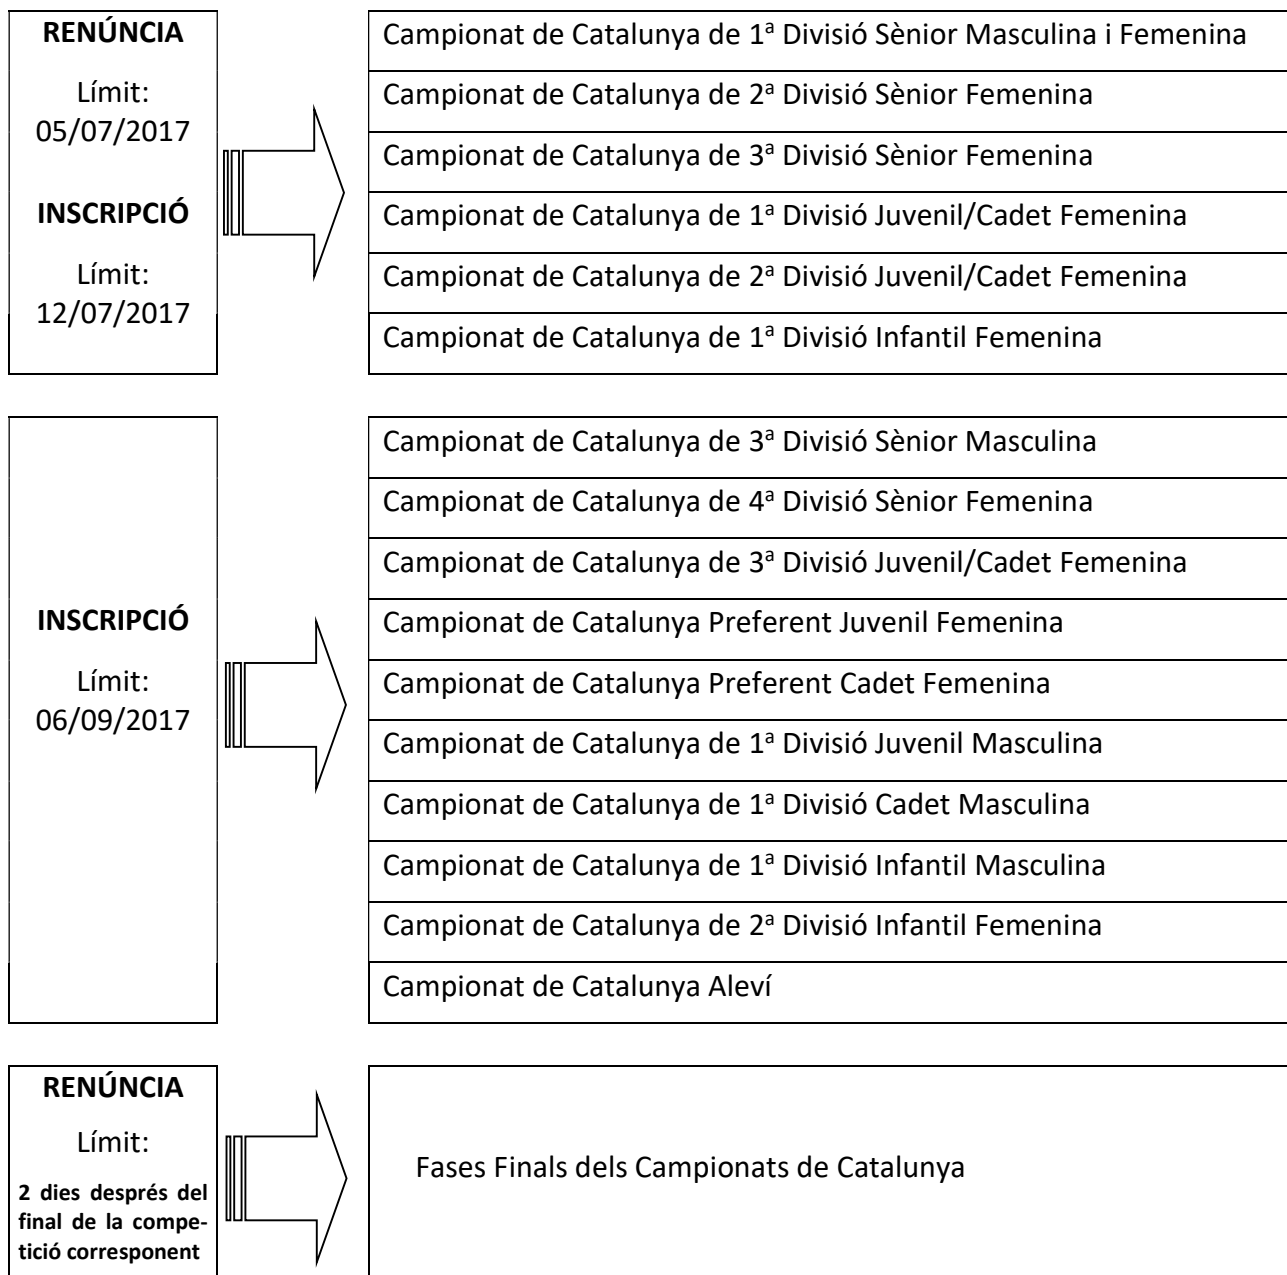 RENÚNCIA
Límit:
05/07/2017
INSCRIPCIÓ
Límit:
12/07/2017
Campionat de Catalunya de 1ª Divisió Sènior Masculina i Femenina
Campionat de Catalunya de 2ª Divisió Sènior Femenina
Campionat de Catalunya de 3ª Divisió Sènior Femenina
Campionat de Catalunya de 1ª Divisió Juvenil/Cadet Femenina
Campionat de Catalunya de 2ª Divisió Juvenil/Cadet Femenina
Campionat de Catalunya de 1ª Divisió Infantil Femenina
INSCRIPCIÓ
Límit:
06/09/2017
Campionat de Catalunya de 3ª Divisió Sènior Masculina
Campionat de Catalunya de 4ª Divisió Sènior Femenina
Campionat de Catalunya de 3ª Divisió Juvenil/Cadet Femenina
Campionat de Catalunya Preferent Juvenil Femenina
Campionat de Catalunya Preferent Cadet Femenina
Campionat de Catalunya de 1ª Divisió Juvenil Masculina
Campionat de Catalunya de 1ª Divisió Cadet Masculina
Campionat de Catalunya de 1ª Divisió Infantil Masculina
Campionat de Catalunya de 2ª Divisió Infantil Femenina
Campionat de Catalunya Aleví
RENÚNCIA
Límit:
2 dies després del
final de la compe-
tició corresponent
Fases Finals dels Campionats de Catalunya